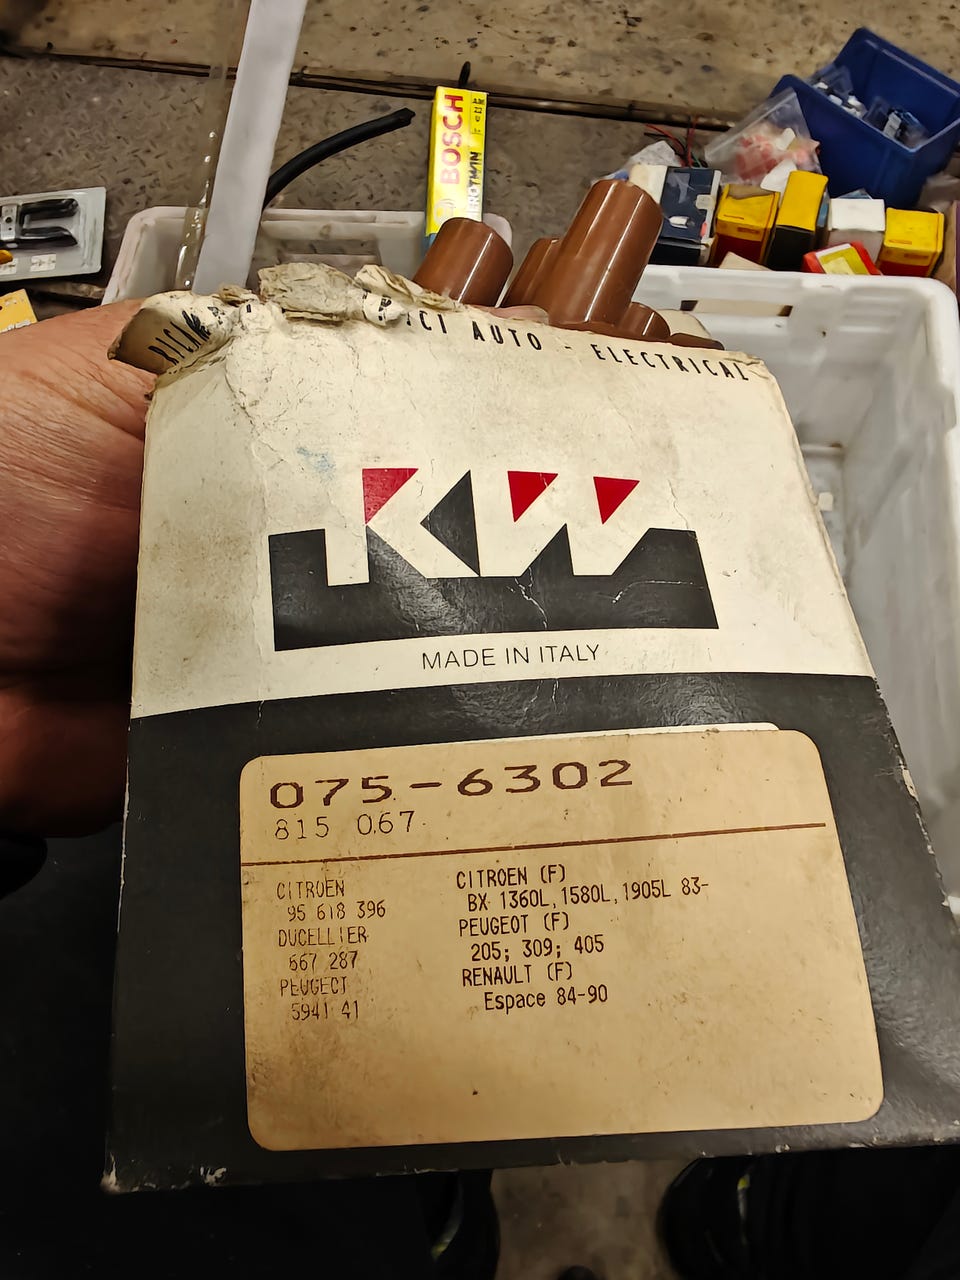 BOSCH
AUTO - ELECTRICAL
KW
MADE IN ITALY
075-6302
815 067
CITROEN
95 618 396
DUCELLIER
667 287
PEUGEOT
5941 41
CITROEN (F)
BX 1360L, 1580L, 1905L 83-
PEUGEOT (F)
205; 309; 405
RENAULT (F)
Espace 84-90